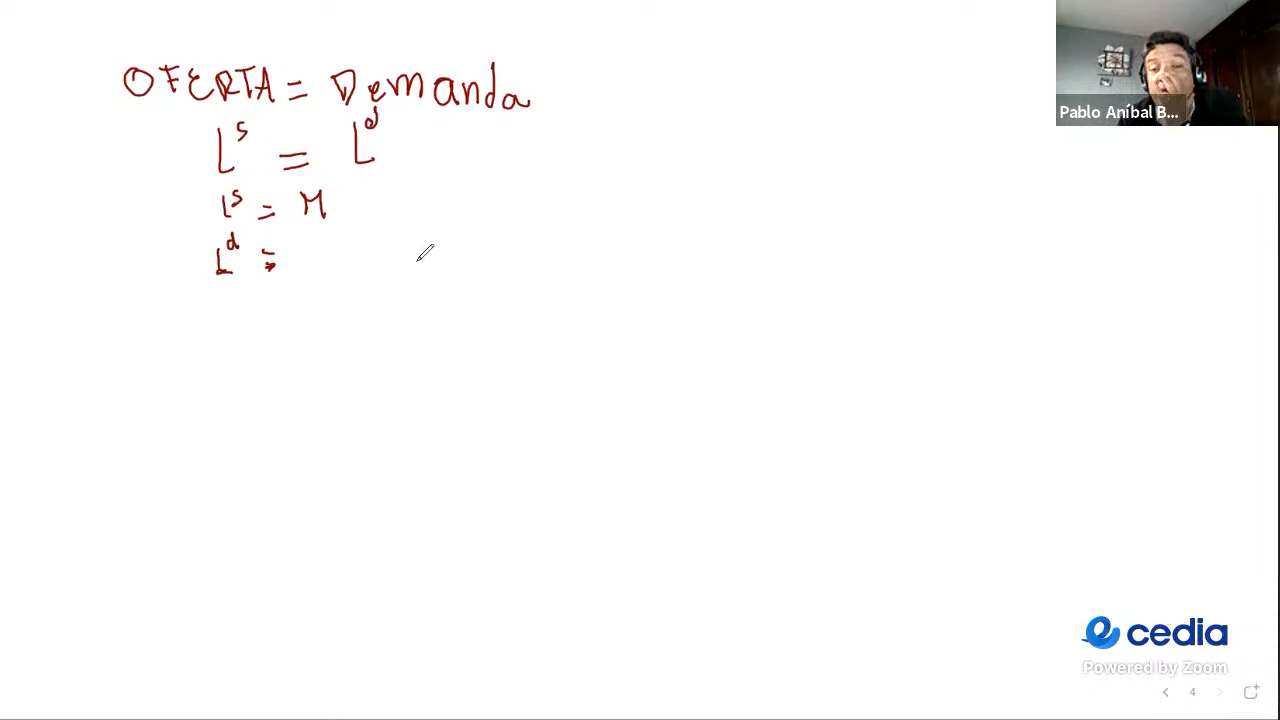 OFERTA = Demanda
L^s = L^d
L^s = M
L^d =
Pablo Aníbal B...
cedia
Powered by Zoom
4